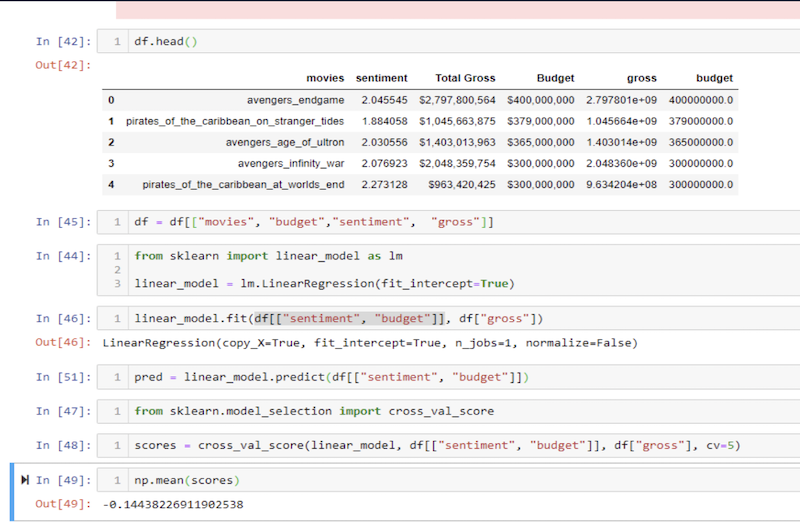 In [42]: 1 df.head()
Out[42]:
movies sentiment Total Gross Budget gross budget
0 avengers_endgame 2.045545 $2,797,800,564 $400,000,000 2.797801e+09 400000000.0
1 pirates_of_the_caribbean_on_stranger_tides 1.884058 $1,045,663,875 $379,000,000 1.045664e+09 379000000.0
2 avengers_age_of_ultron 2.030556 $1,403,013,963 $365,000,000 1.403014e+09 365000000.0
3 avengers_infinity_war 2.076923 $2,048,359,754 $300,000,000 2.048360e+09 300000000.0
4 pirates_of_the_caribbean_at_worlds_end 2.273128 $963,420,425 $300,000,000 9.634204e+08 300000000.0
In [45]: 1 df = df[["movies", "budget","sentiment",  "gross"]]
In [44]: 1 from sklearn import linear_model as lm
2
3 linear_model = lm.LinearRegression(fit_intercept=True)
In [46]: 1 linear_model.fit(df[["sentiment", "budget"]], df["gross"])
Out[46]: LinearRegression(copy_X=True, fit_intercept=True, n_jobs=1, normalize=False)
In [51]: 1 pred = linear_model.predict(df[["sentiment", "budget"]])
In [47]: 1 from sklearn.model_selection import cross_val_score
In [48]: 1 scores = cross_val_score(linear_model, df[["sentiment", "budget"]], df["gross"], cv=5)
In [49]: 1 np.mean(scores)
Out[49]: -0.14438226911902538